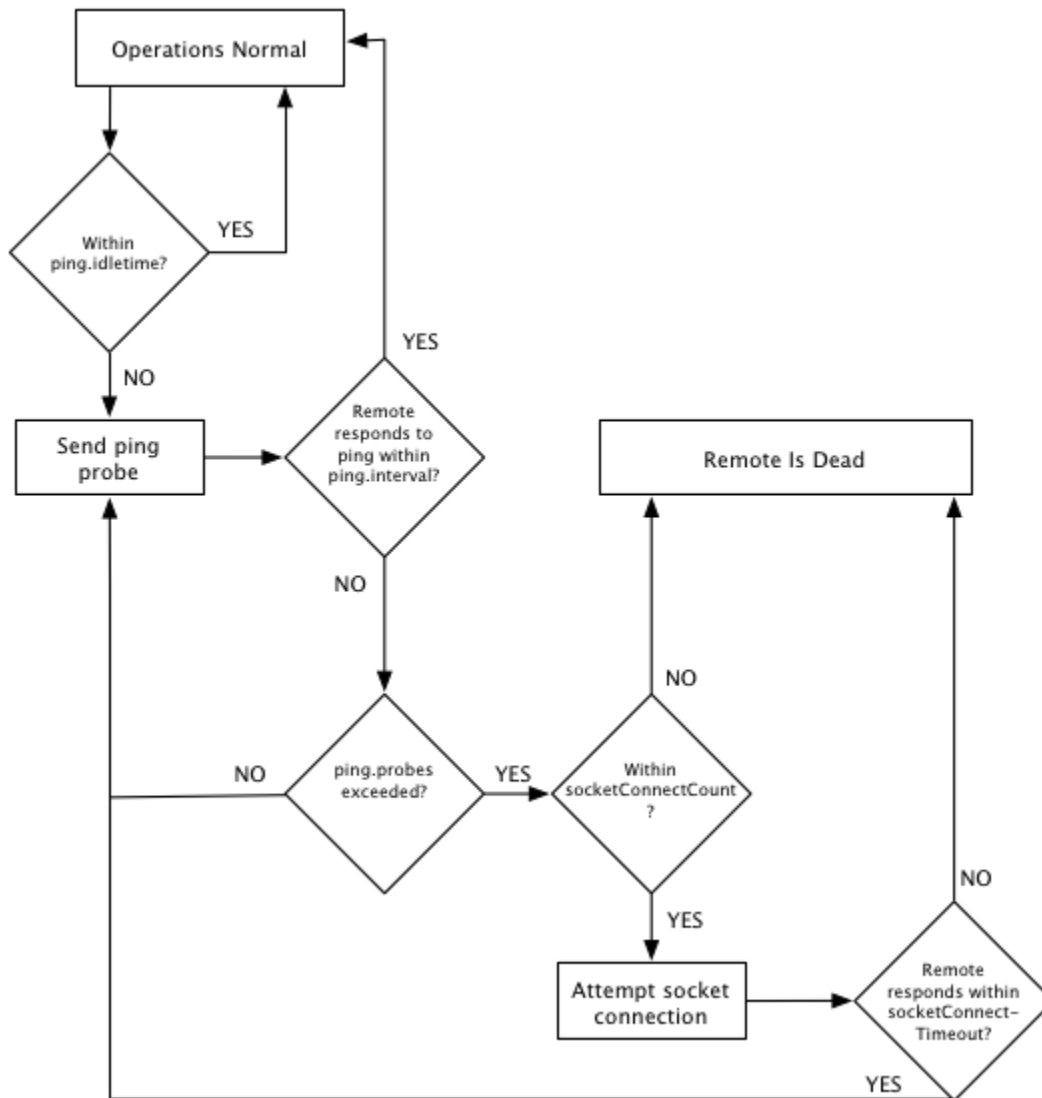 Operations Normal
Within
ping.idletime?
YES
NO
Send ping
probe
YES
Remote
responds to
ping within
ping.interval?
NO
Remote Is Dead
NO
ping.probes
exceeded?
YES
NO
Within
socketConnectCount
?
YES
Attempt socket
connection
NO
Remote
responds within
socketConnect-
Timeout?
YES